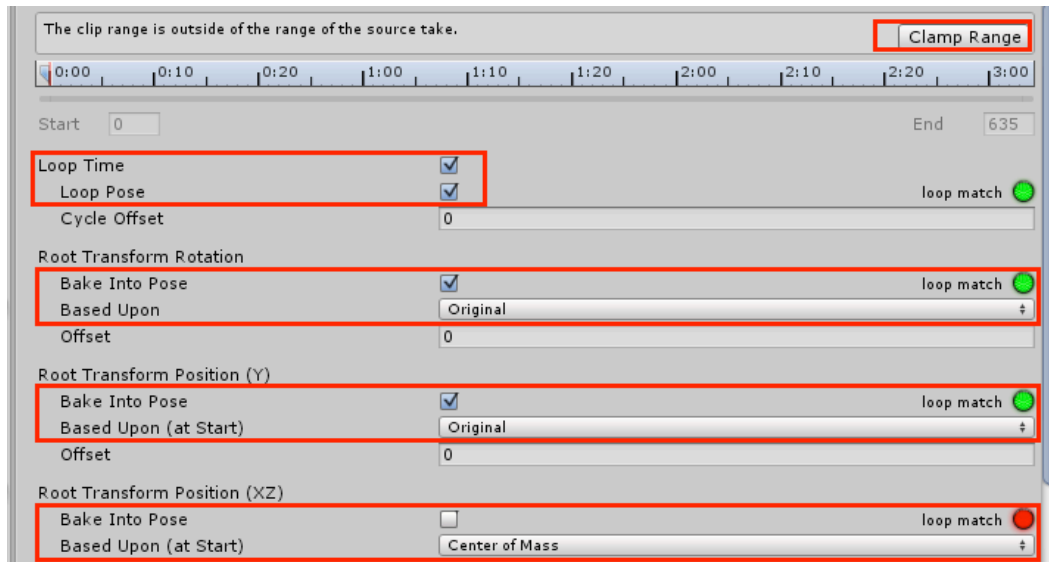 The clip range is outside of the range of the source take.
Clamp Range
0:00 0:10 0:20 1:00 1:10 1:20 2:00 2:10 2:20 3:00
Start 0 End 635
Loop Time
Loop Pose loop match
Cycle Offset 0
Root Transform Rotation
Bake Into Pose loop match
Based Upon Original
Offset 0
Root Transform Position (Y)
Bake Into Pose loop match
Based Upon (at Start) Original
Offset 0
Root Transform Position (XZ)
Bake Into Pose loop match
Based Upon (at Start) Center of Mass